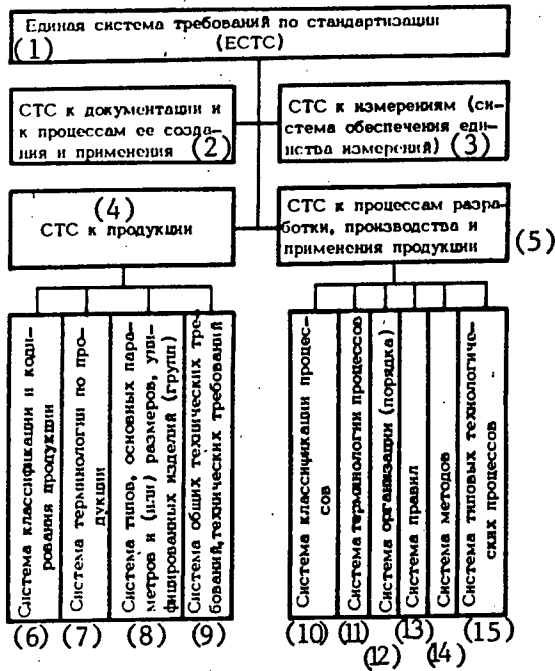 Единая система требований по стандартизации
(ЕСТС)
(1)
СТС к документации и
к процессам ее созда-
ния и применения
(2)
СТС к измерениям (си-
стема обеспечения еди-
нства измерений)
(3)
(4)
СТС к продукции
СТС к процессам разра-
ботки, производства и
применения продукции
(5)
Система классификации и коди-
рования продукции
Система терминологии по про-
дукции
Система типов, основных пара-
метров и (или) размеров, уни-
фицированных изделий (групп)
Система общих технических тре-
бований, технических требований
Система классификации процес-
сов
Система терминологии процессов
Система организации (порядка)
Система правил
Система методов
Система типовых технологиче-
ских процессов
(6)
(7)
(8)
(9)
(10)
(11)
(12)
(13)
(14)
(15)